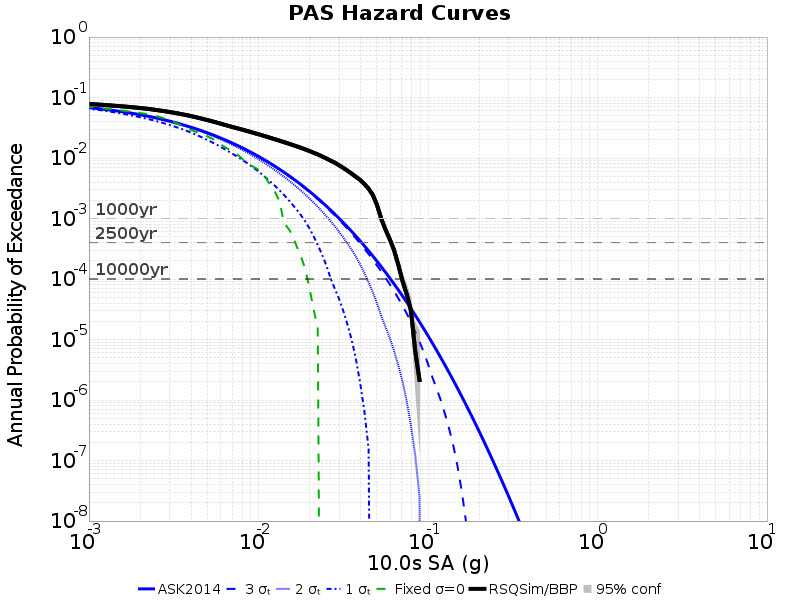 PAS Hazard Curves
Annual Probability of Exceedance
10^0
10^-1
10^-2
10^-3
10^-4
10^-5
10^-6
10^-7
10^-8
1000yr
2500yr
10000yr
10^-3 10^-2 10^-1 10^0 10^1
10.0s SA (g)
ASK2014 3 σₜ 2 σₜ 1 σₜ Fixed σ=0 RSQSim/BBP 95% conf